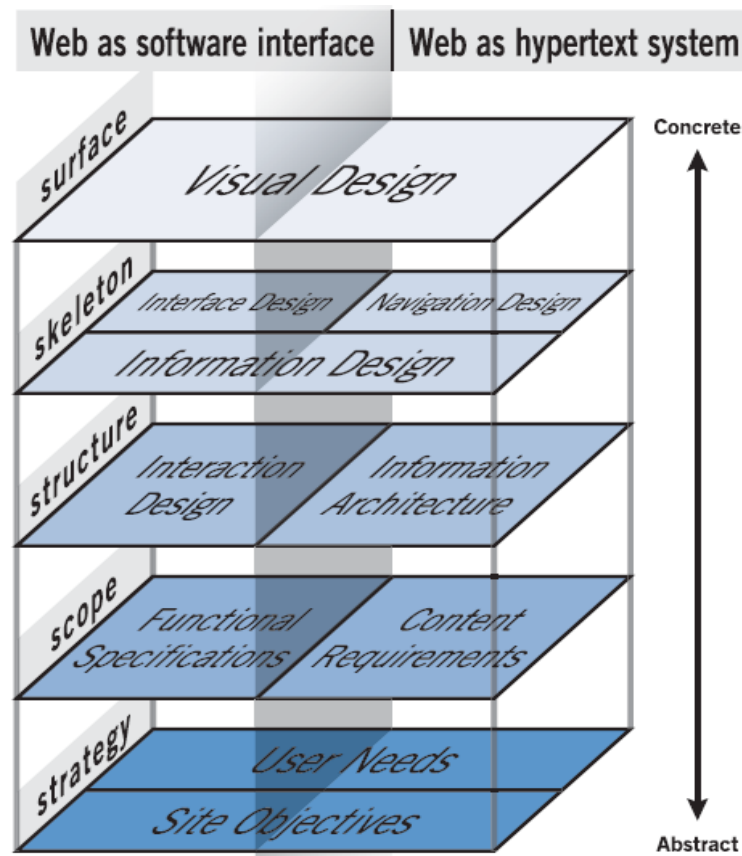 Web as software interface
Web as hypertext system
Concrete
surface
Visual Design
skeleton
Interface Design
Navigation Design
Information Design
structure
Interaction
Design
Information
Architecture
scope
Functional
Specifications
Content
Requirements
strategy
User Needs
Site Objectives
Abstract